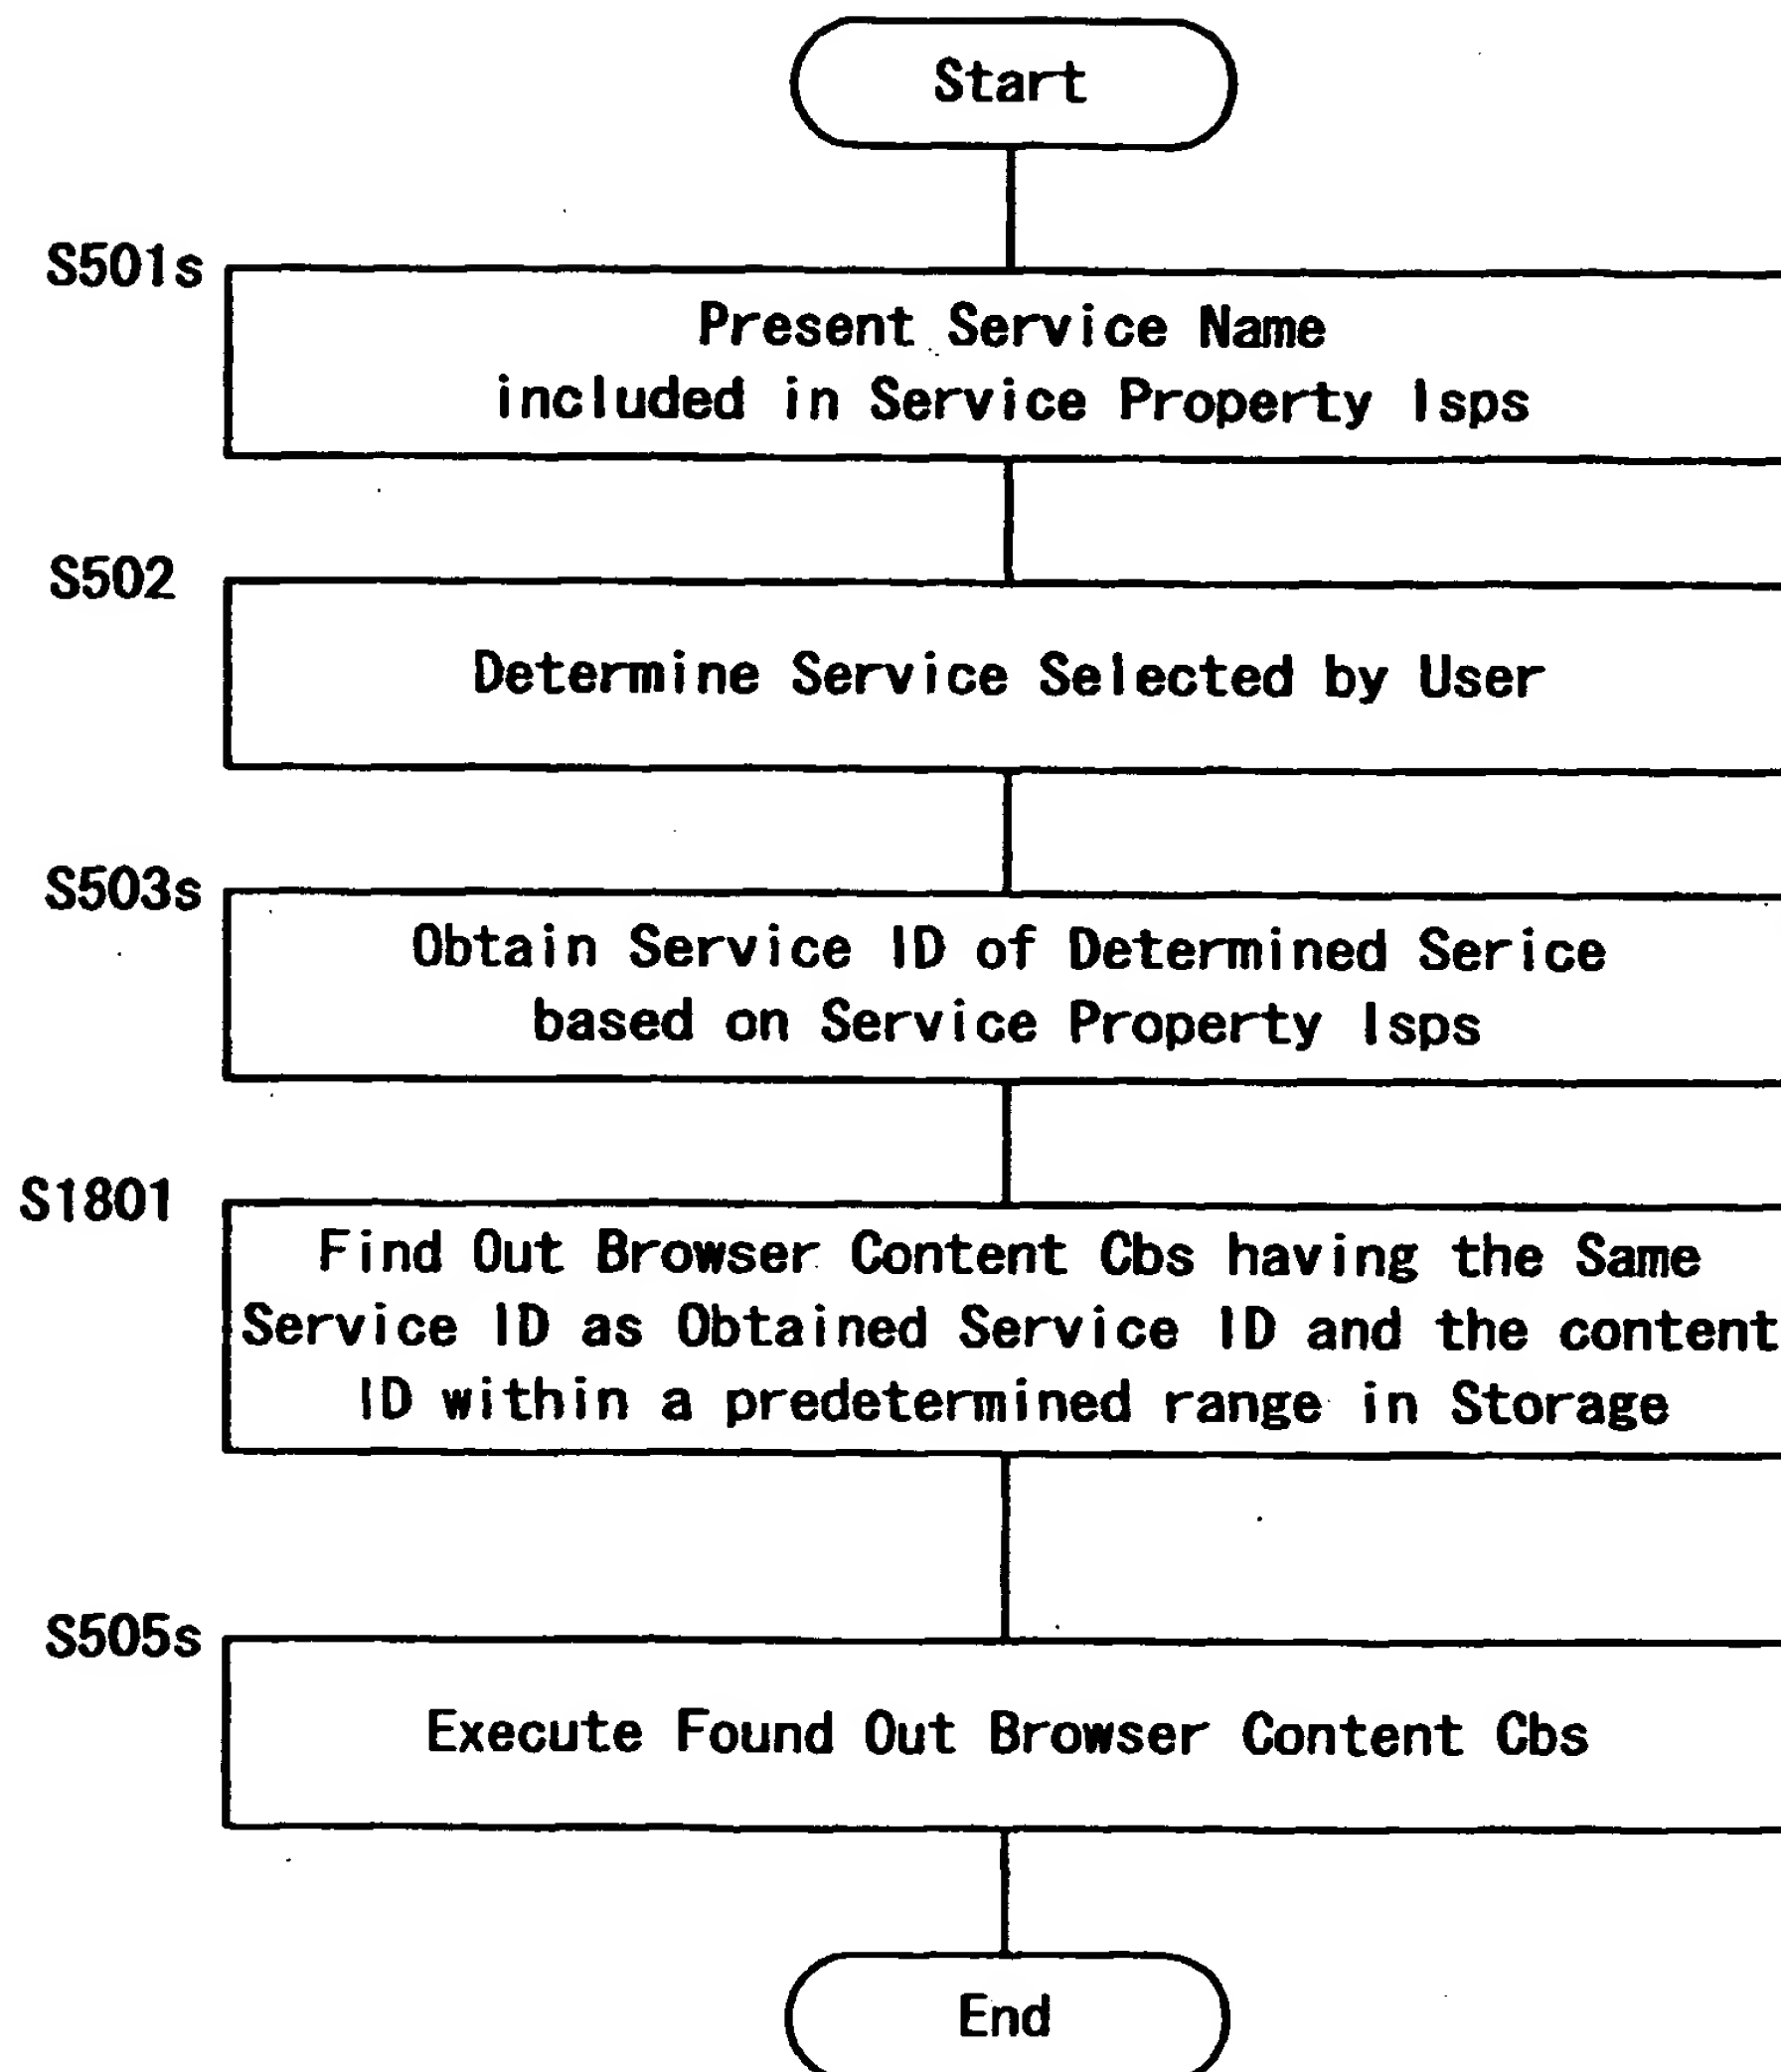 Start
S501s
Present Service Name
included in Service Property Isps
S502
Determine Service Selected by User
S503s
Obtain Service ID of Determined Serice
based on Service Property Isps
S1801
Find Out Browser Content Cbs having the Same
Service ID as Obtained Service ID and the content
ID within a predetermined range in Storage
S505s
Execute Found Out Browser Content Cbs
End